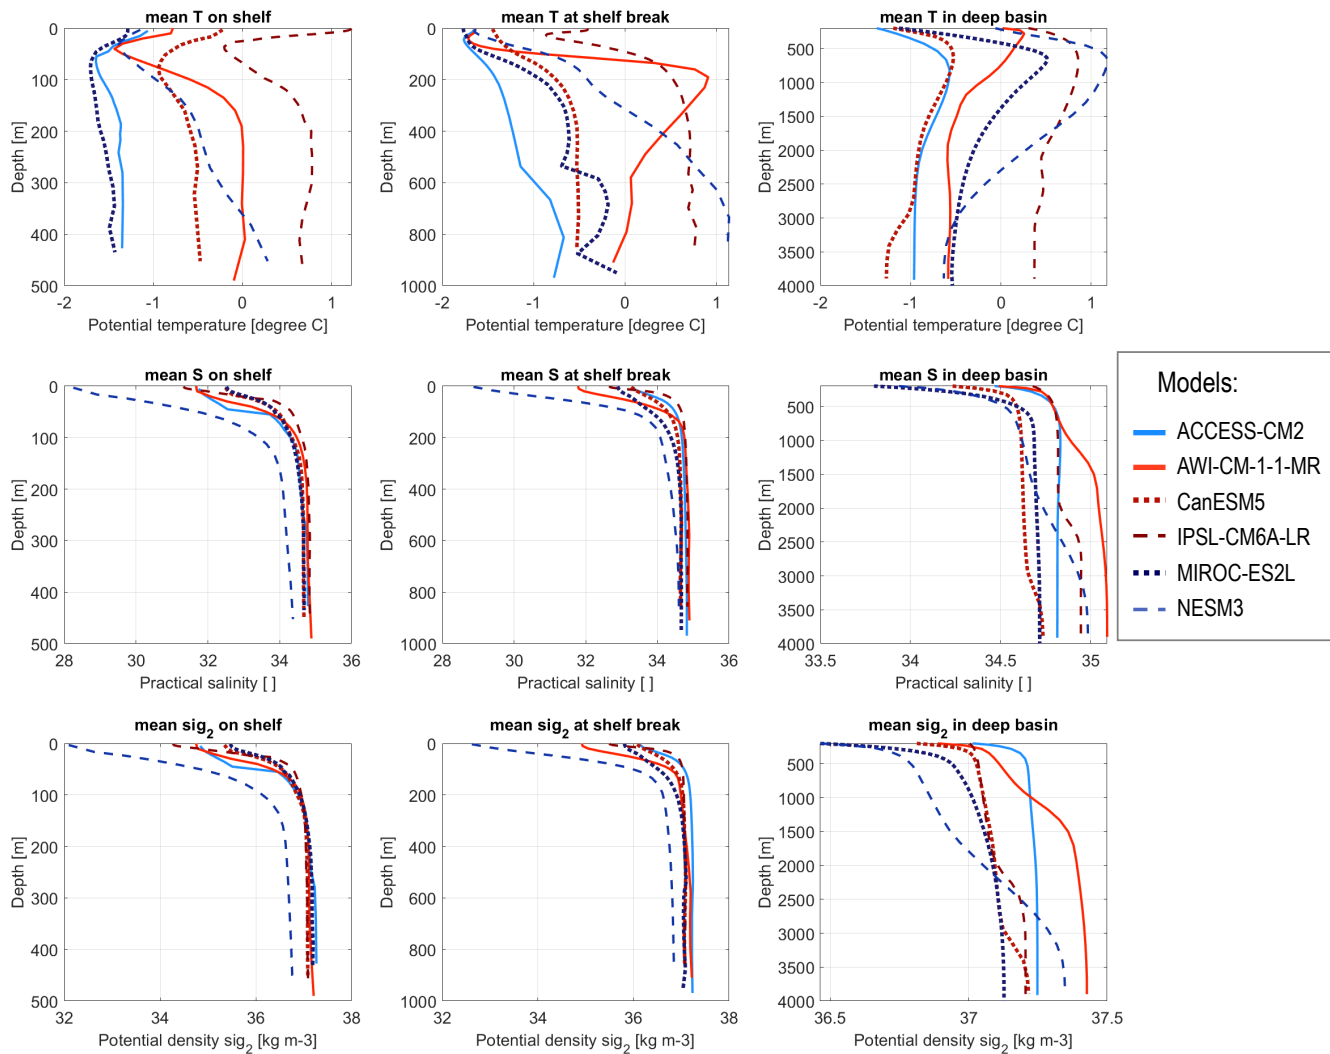 mean T on shelf
mean T at shelf break
mean T in deep basin
0
100
200
300
400
500
Depth [m]
-2
-1
0
1
Potential temperature [degree C]
0
200
400
600
800
1000
Depth [m]
-2
-1
0
1
Potential temperature [degree C]
500
1000
1500
2000
2500
3000
3500
4000
Depth [m]
-2
-1
0
1
Potential temperature [degree C]
mean S on shelf
mean S at shelf break
mean S in deep basin
0
100
200
300
400
500
Depth [m]
28
30
32
34
36
Practical salinity [ ]
0
200
400
600
800
1000
Depth [m]
28
30
32
34
36
Practical salinity [ ]
500
1000
1500
2000
2500
3000
3500
4000
Depth [m]
33.5
34
34.5
35
Practical salinity [ ]
Models:
ACCESS-CM2
AWI-CM-1-1-MR
CanESM5
IPSL-CM6A-LR
MIROC-ES2L
NESM3
mean sig2 on shelf
mean sig2 at shelf break
mean sig2 in deep basin
0
100
200
300
400
500
Depth [m]
32
34
36
38
Potential density sig2 [kg m-3]
0
200
400
600
800
1000
Depth [m]
32
34
36
38
Potential density sig2 [kg m-3]
500
1000
1500
2000
2500
3000
3500
4000
Depth [m]
36.5
37
37.5
Potential density sig2 [kg m-3]